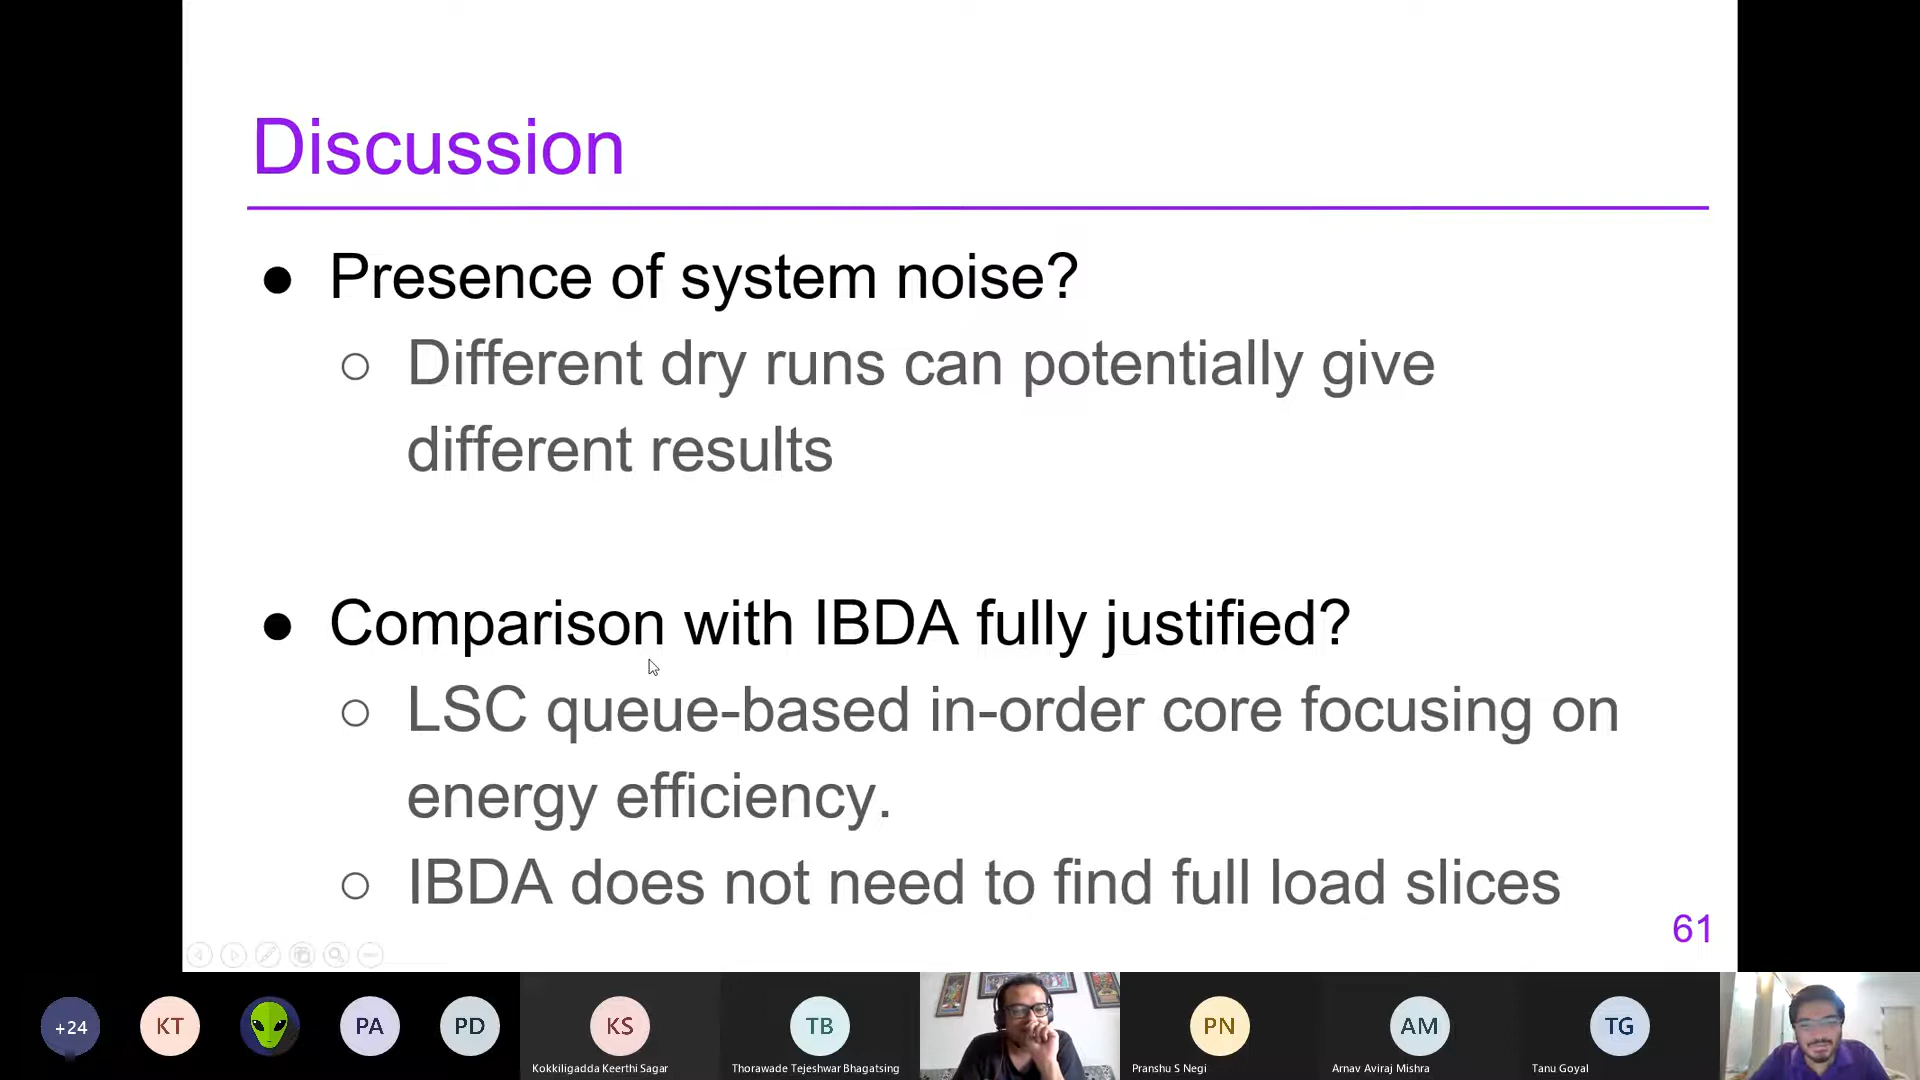 Discussion
● Presence of system noise?
○ Different dry runs can potentially give
different results
● Comparison with IBDA fully justified?
○ LSC queue-based in-order core focusing on
energy efficiency.
○ IBDA does not need to find full load slices
61
+24
KT
PA
PD
KS
TB
PN
AM
TG
Kokkiligadda Keerthi Sagar
Thorawade Tejeshwar Bhagatsing
Pranshu S Negi
Arnav Aviraj Mishra
Tanu Goyal